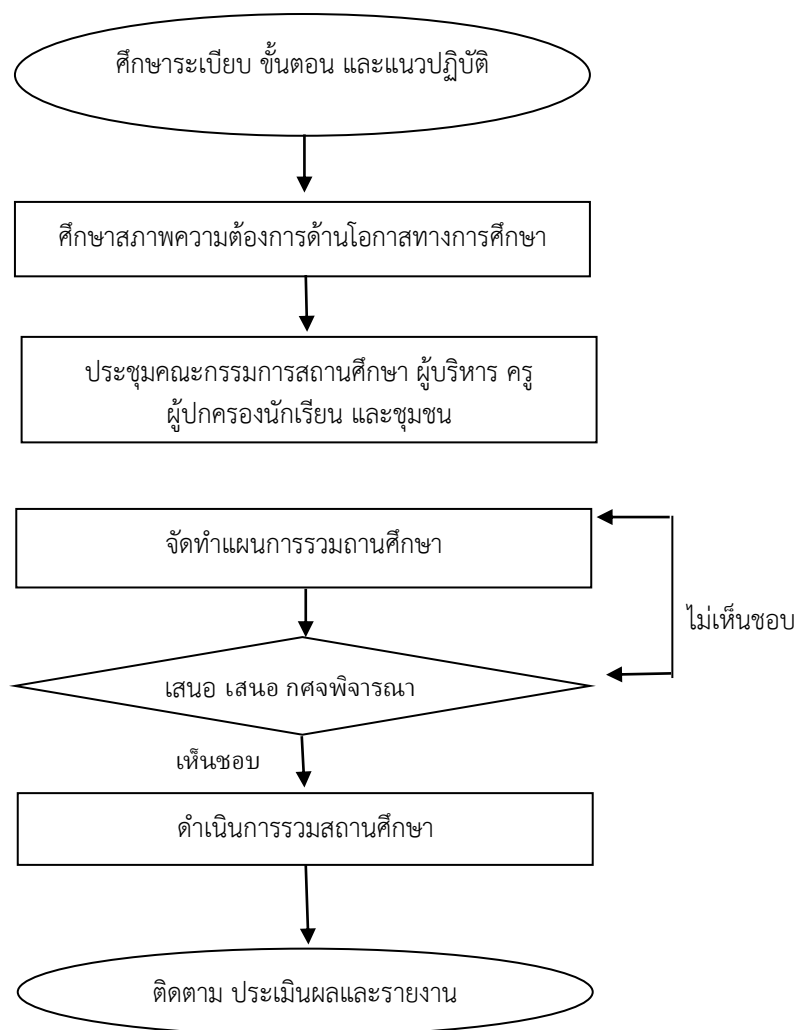 ศึกษาระเบียบ ขั้นตอน และแนวปฏิบัติ
ศึกษาสภาพความต้องการด้านโอกาสทางการศึกษา
ประชุมคณะกรรมการสถานศึกษา ผู้บริหาร ครู
ผู้ปกครองนักเรียน และชุมชน
จัดทำแผนการรวมถานศึกษา
ไม่เห็นชอบ
เสนอ เสนอ กศจพิจารณา
เห็นชอบ
ดำเนินการรวมสถานศึกษา
ติดตาม ประเมินผลและรายงาน